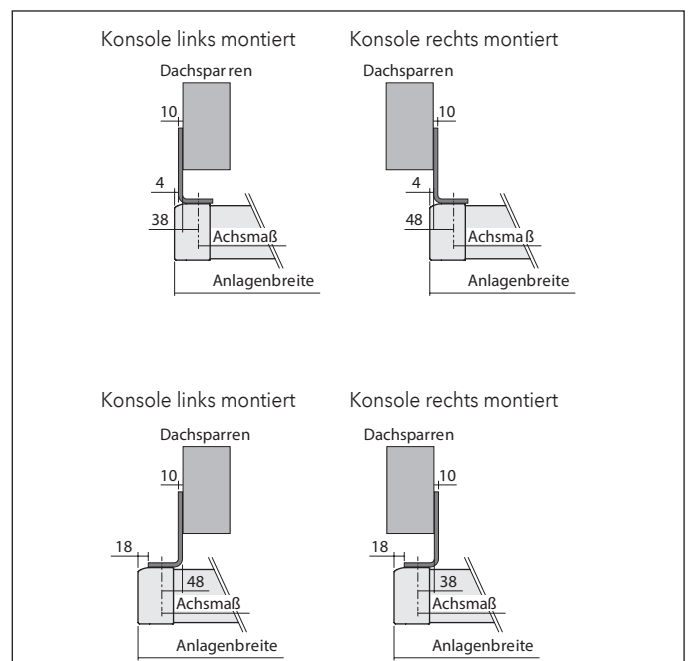 Konsole links montiert
Dachsparren
10
4
38
Achsmaß
Anlagenbreite
Konsole rechts montiert
Dachsparren
10
4
48
Achsmaß
Anlagenbreite
Konsole links montiert
Dachsparren
10
18
48
Achsmaß
Anlagenbreite
Konsole rechts montiert
Dachsparren
10
18
38
Achsmaß
Anlagenbreite